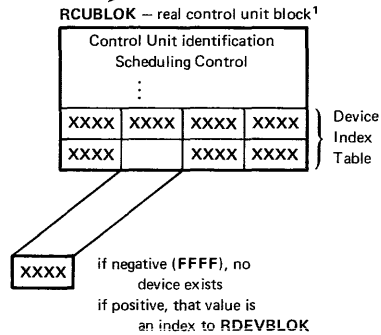 RCUBLOK — real control unit block¹
Control Unit identification
Scheduling Control
⋮
XXXX XXXX XXXX XXXX
XXXX XXXX XXXX
Device
Index
Table
XXXX
if negative (FFFF), no
device exists
if positive, that value is
an index to RDEVBLOK